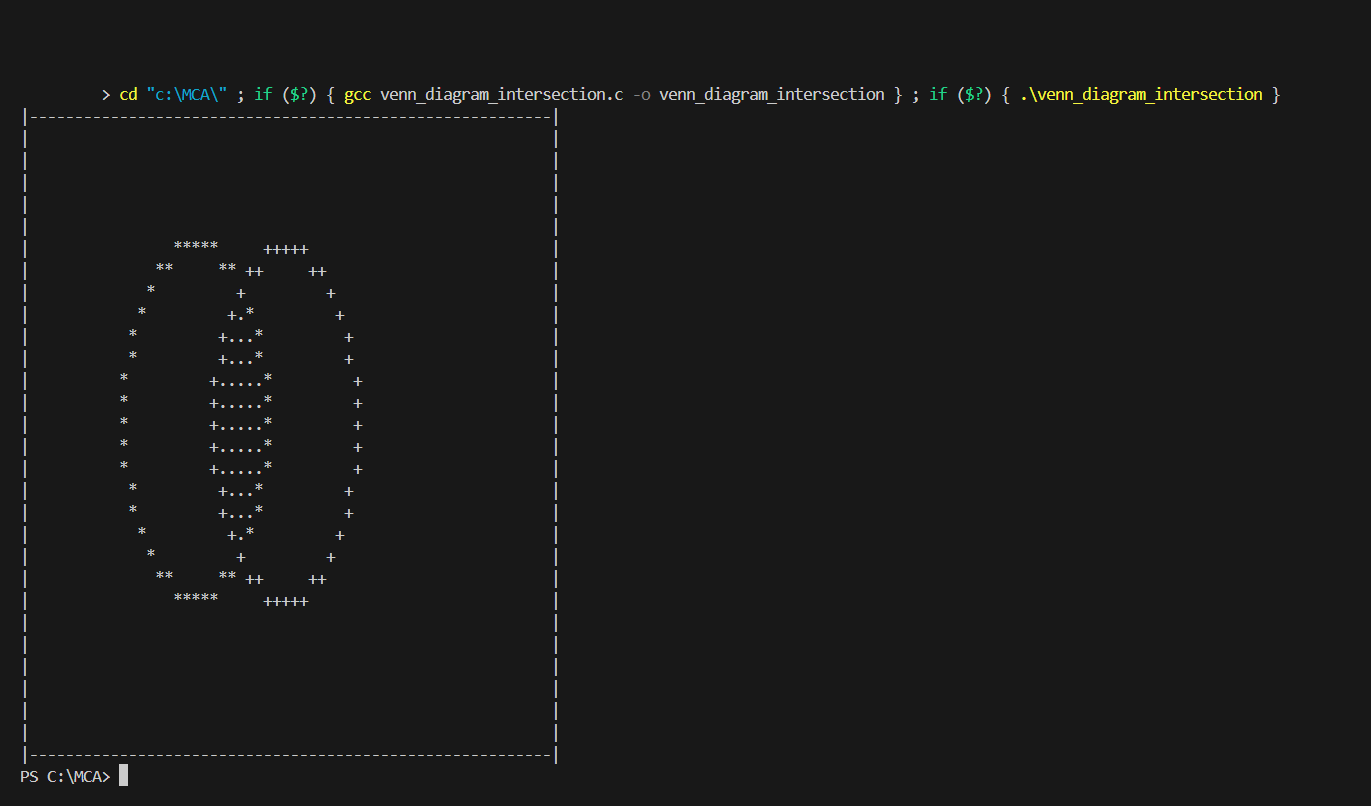 > cd "c:\MCA\" ; if ($?) { gcc venn_diagram_intersection.c -o venn_diagram_intersection } ; if ($?) { .\venn_diagram_intersection }
|----------------------------------------------------------|
|                                                          |
|                                                          |
|                                                          |
|                                                          |
|                                                          |
|                *****     +++++                           |
|              **     ** ++     ++                         |
|             *         +         +                        |
|            *         +.*         +                       |
|           *         +...*         +                      |
|           *         +...*         +                      |
|          *         +.....*         +                     |
|          *         +.....*         +                     |
|          *         +.....*         +                     |
|          *         +.....*         +                     |
|          *         +.....*         +                     |
|           *         +...*         +                      |
|           *         +...*         +                      |
|            *         +.*         +                       |
|             *         +         +                        |
|              **     ** ++     ++                         |
|                *****     +++++                           |
|                                                          |
|                                                          |
|                                                          |
|                                                          |
|                                                          |
|                                                          |
|----------------------------------------------------------|
PS C:\MCA>